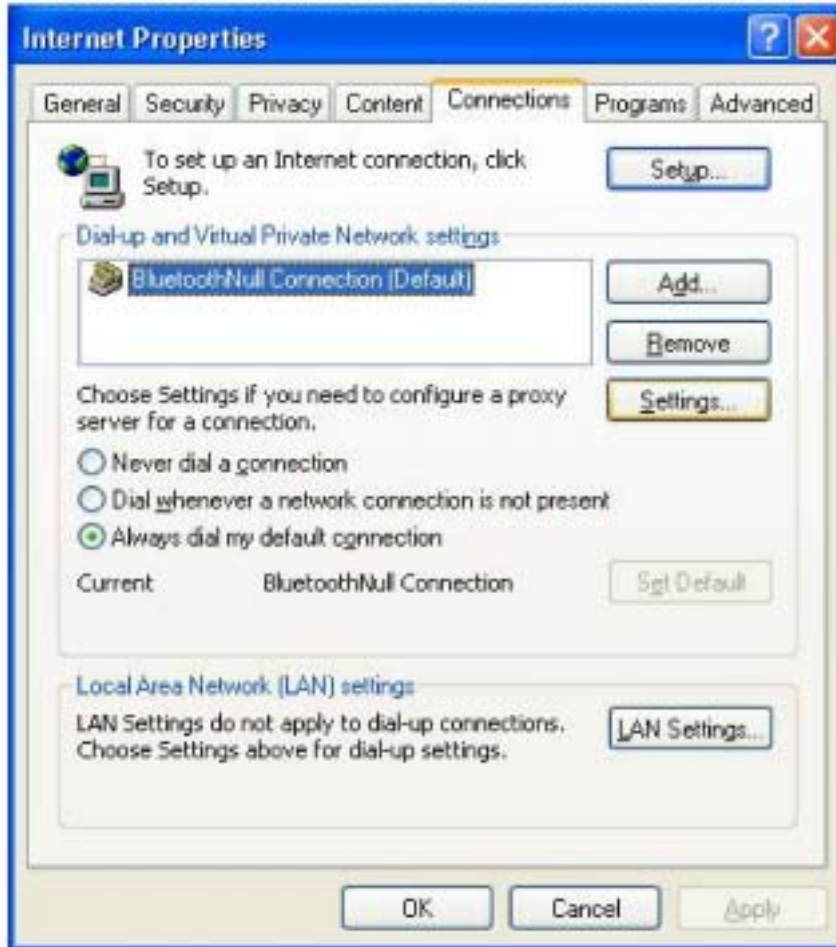 Internet Properties
General Security Privacy Content Connections Programs Advanced
To set up an Internet connection, click
Setup.
Setup...
Dial-up and Virtual Private Network settings
BluetoothNull Connection (Default)
Add...
Remove
Choose Settings if you need to configure a proxy
server for a connection.
Settings...
Never dial a connection
Dial whenever a network connection is not present
Always dial my default connection
Current BluetoothNull Connection Set Default
Local Area Network (LAN) settings
LAN Settings do not apply to dial-up connections.
Choose Settings above for dial-up settings.
LAN Settings...
OK Cancel Apply